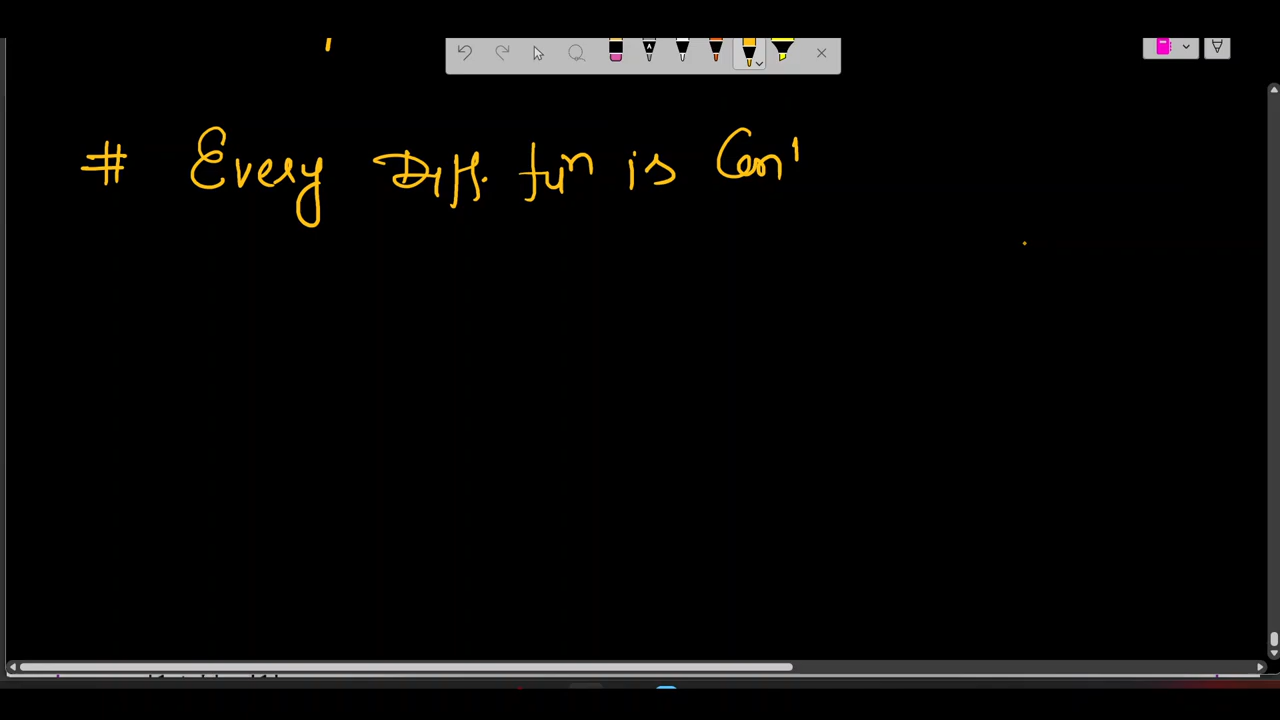 # Every Diff. fuⁿ is Con'